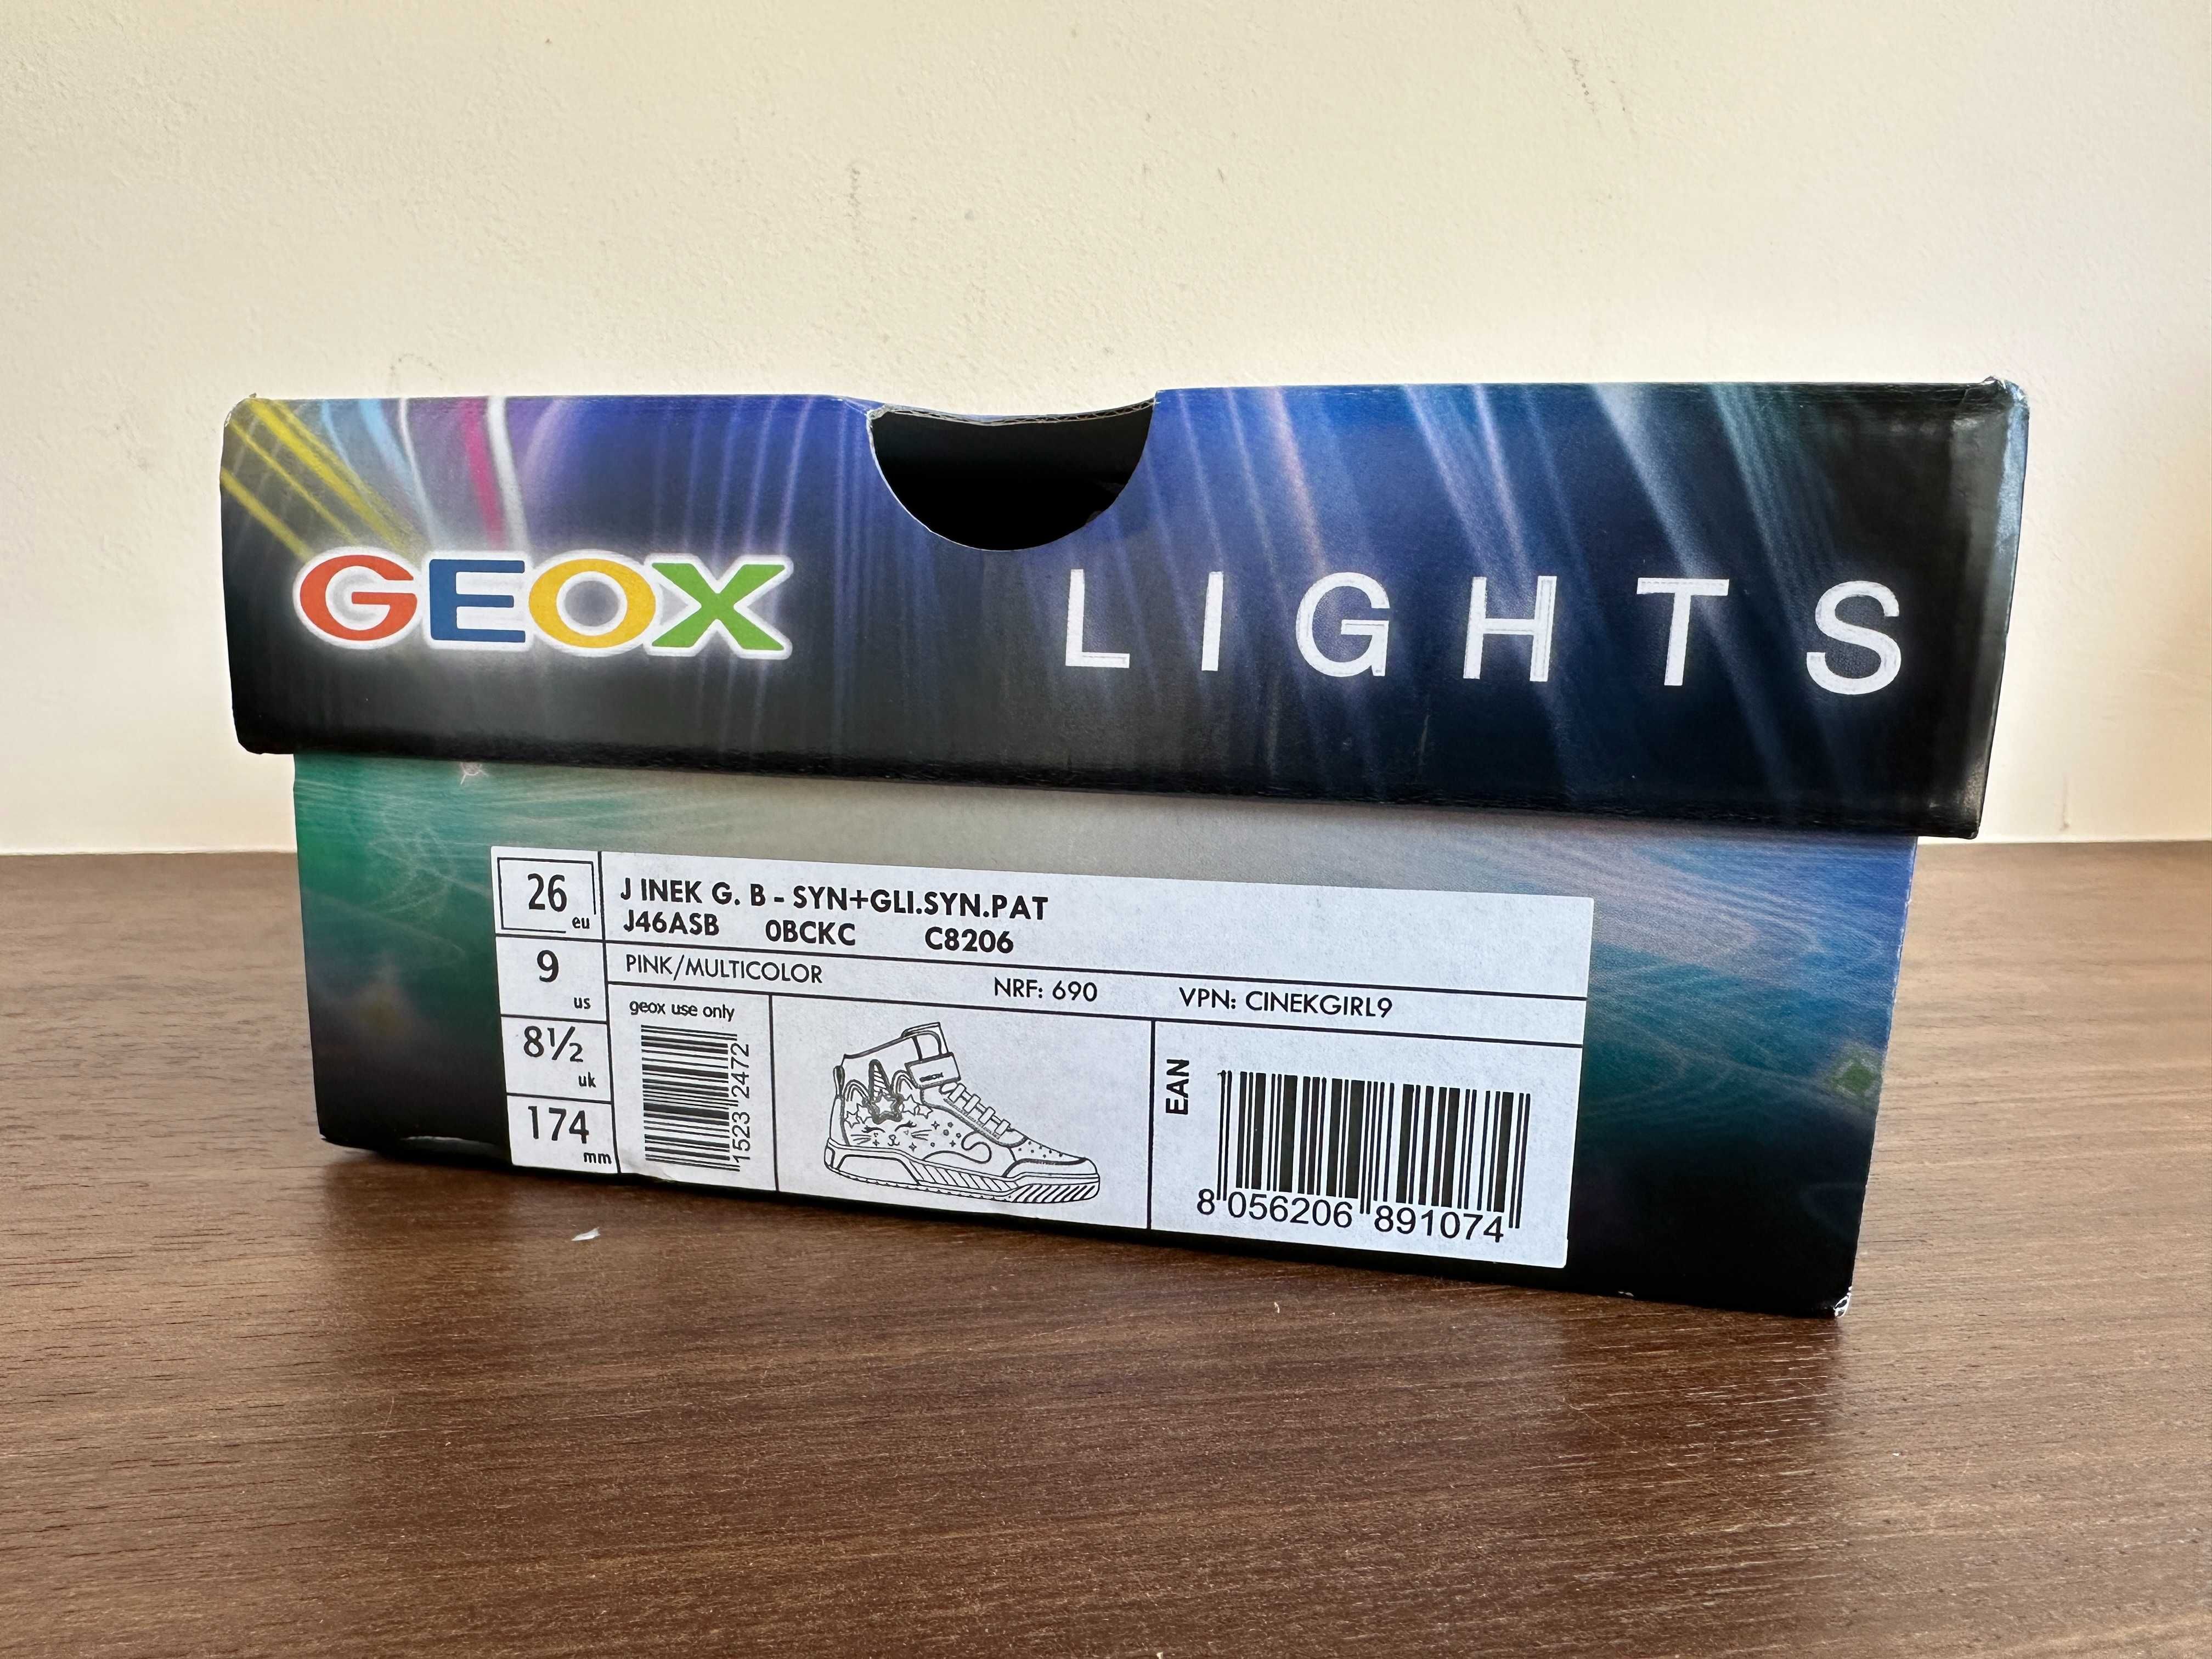 GEOX LIGHTS
26 eu
9 us
8½ uk
174 mm
J INEK G. B - SYN+GLI.SYN.PAT
J46ASB 0BCKC C8206
PINK/MULTICOLOR NRF: 690 VPN: CINEKGIRL9
geox use only
1523 2472
GEOX
EAN
8 056206 891074